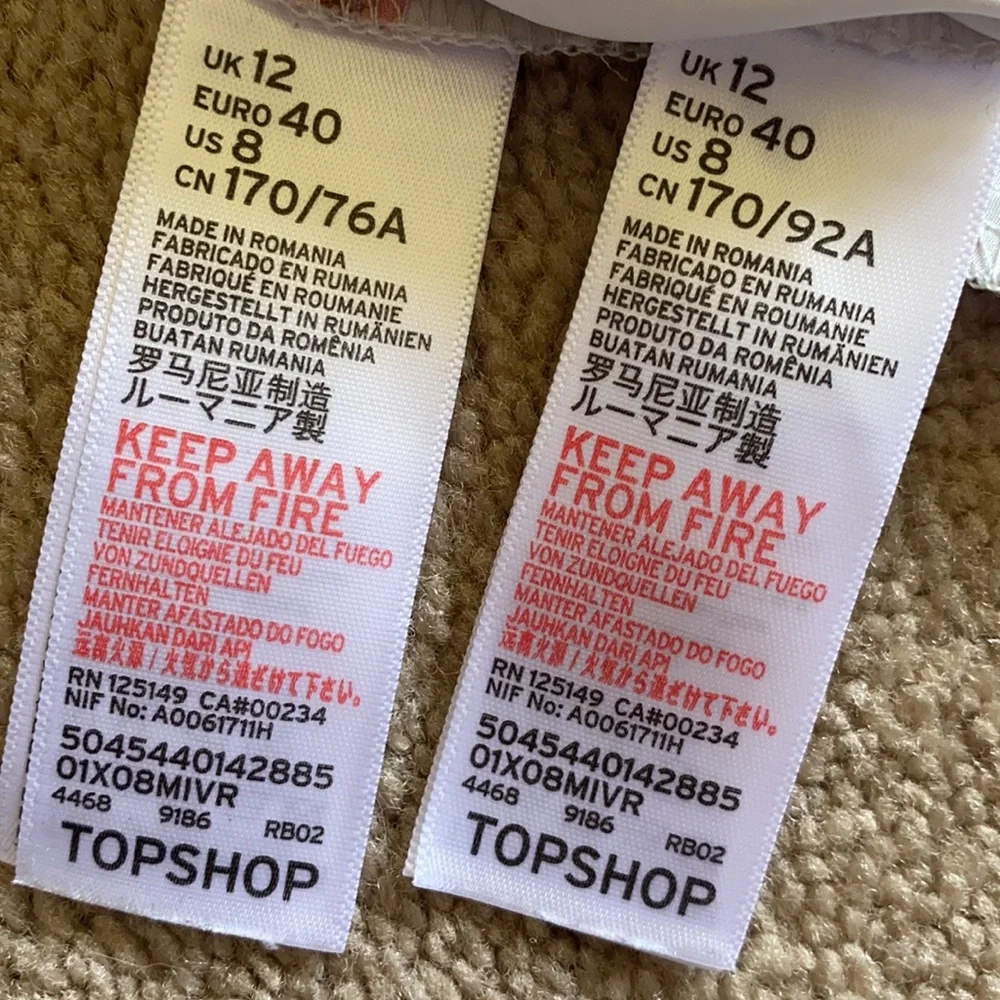 UK 12
EURO 40
US 8
CN 170/76A
MADE IN ROMANIA
FABRICADO EN RUMANIA
FABRIQUÉ EN ROUMANIE
HERGESTELLT IN RUMÄNIEN
PRODUTO DA ROMÊNIA
BUATAN RUMANIA
罗马尼亚制造
ルーマニア製
KEEP AWAY
FROM FIRE
MANTENER ALEJADO DEL FUEGO
TENIR ELOIGNE DU FEU
VON ZUNDQUELLEN
FERNHALTEN
MANTER AFASTADO DO FOGO
JAUHKAN DARI API
远离火源 / 火気から遠ざけて下さい。
RN 125149 CA#00234
NIF No: A0061711H
5045440142885
01X08MIVR
4468 9186 RB02
TOPSHOP
UK 12
EURO 40
US 8
CN 170/92A
MADE IN ROMANIA
FABRICADO EN RUMANIA
FABRIQUÉ EN ROUMANIE
HERGESTELLT IN RUMÄNIEN
PRODUTO DA ROMÊNIA
BUATAN RUMANIA
罗马尼亚制造
ルーマニア製
KEEP AWAY
FROM FIRE
MANTENER ALEJADO DEL FUEGO
TENIR ELOIGNE DU FEU
VON ZUNDQUELLEN
FERNHALTEN
MANTER AFASTADO DO FOGO
JAUHKAN DARI API
远离火源 / 火気から遠ざけて下さい。
RN 125149 CA#00234
NIF No: A0061711H
5045440142885
01X08MIVR
4468 9186 RB02
TOPSHOP